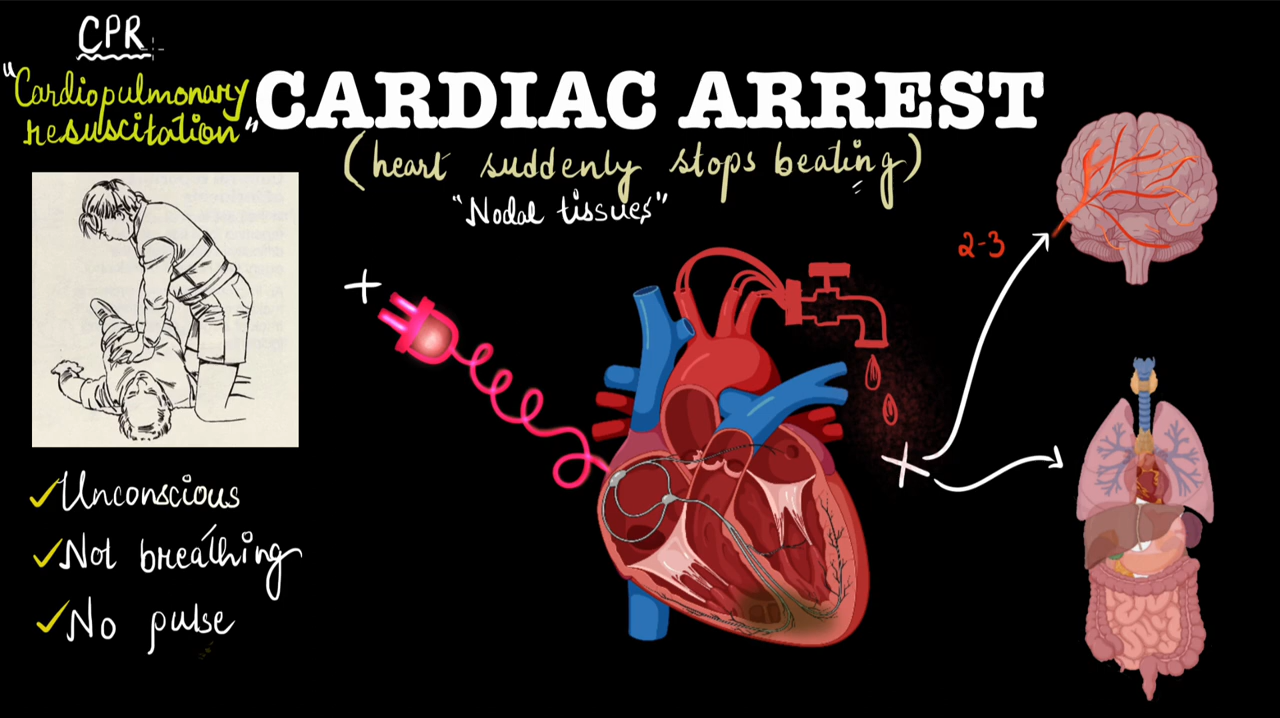 CPR
"Cardiopulmonary
resuscitation"
CARDIAC ARREST
(heart suddenly stops beating)
"Nodal tissues"
2-3
Unconscious
Not breathing
No pulse